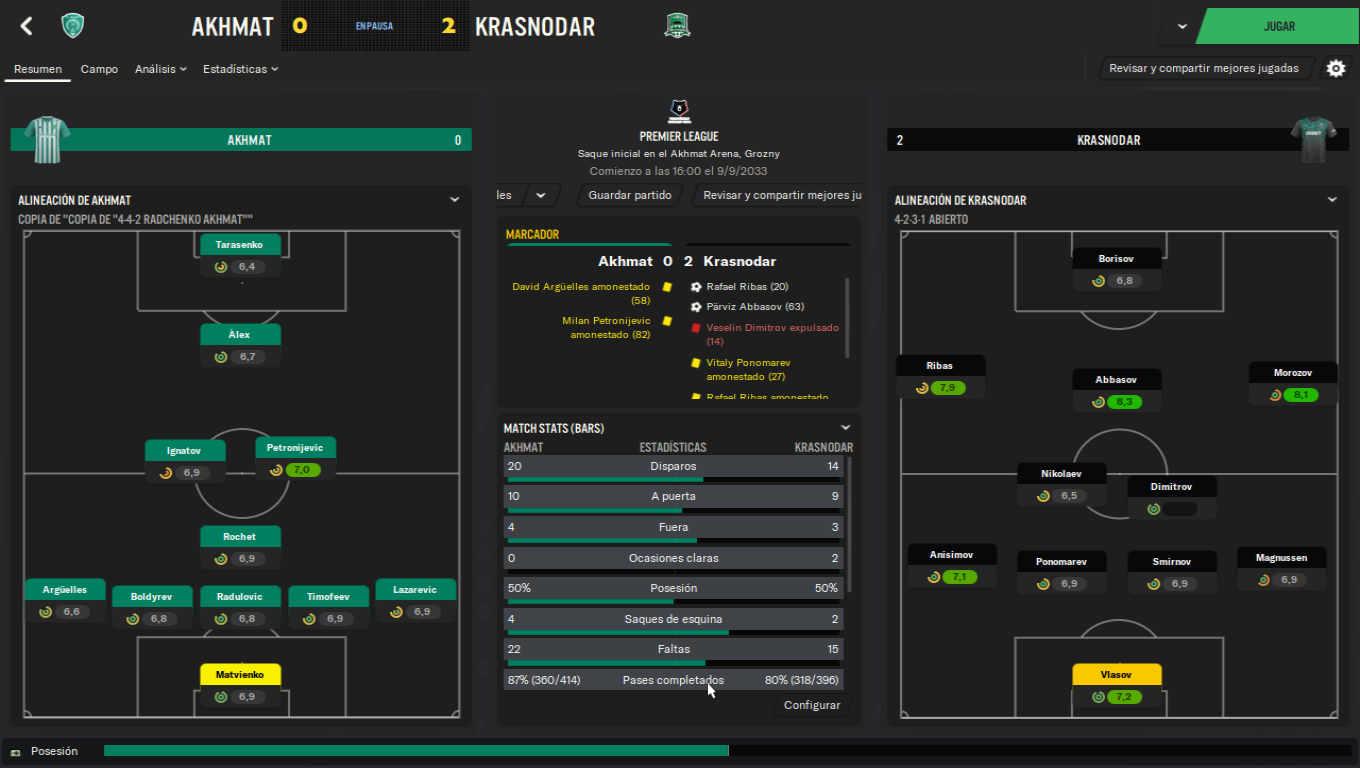 AKHMAT
0
EN PAUSA
2
KRASNODAR
JUGAR
Resumen
Campo
Análisis
Estadísticas
Revisar y compartir mejores jugadas
AKHMAT
0
ALINEACIÓN DE AKHMAT
COPIA DE "COPIA DE "4-4-2 RADCHENKO AKHMAT""
Tarasenko
6,4
Àlex
6,7
Ignatov
6,9
Petronijevic
7,0
Rochet
6,9
Argüelles
6,6
Boldyrev
6,8
Radulovic
6,8
Timofeev
6,9
Lazarevic
6,9
Matvienko
6,9
PREMIER LEAGUE
Saque inicial en el Akhmat Arena, Grozny
Comienzo a las 16:00 el 9/9/2033
les
Guardar partido
Revisar y compartir mejores ju
MARCADOR
Akhmat 0 2 Krasnodar
David Argüelles amonestado
(58)
Milan Petronijevic
amonestado (82)
Rafael Ribas (20)
Pärviz Abbasov (63)
Veselin Dimitrov expulsado
(14)
Vitaly Ponomarev
amonestado (27)
Rafael Ribas amonestado
MATCH STATS (BARS)
AKHMAT ESTADÍSTICAS KRASNODAR
20 Disparos 14
10 A puerta 9
4 Fuera 3
0 Ocasiones claras 2
50% Posesión 50%
4 Saques de esquina 2
22 Faltas 15
87% (360/414) Pases completados 80% (318/396)
Configurar
2
KRASNODAR
ALINEACIÓN DE KRASNODAR
4-2-3-1 ABIERTO
Borisov
6,8
Ribas
7,9
Abbasov
8,3
Morozov
8,1
Nikolaev
6,5
Dimitrov
-
Anisimov
7,1
Ponomarev
6,9
Smirnov
6,9
Magnussen
6,9
Vlasov
7,2
Posesión